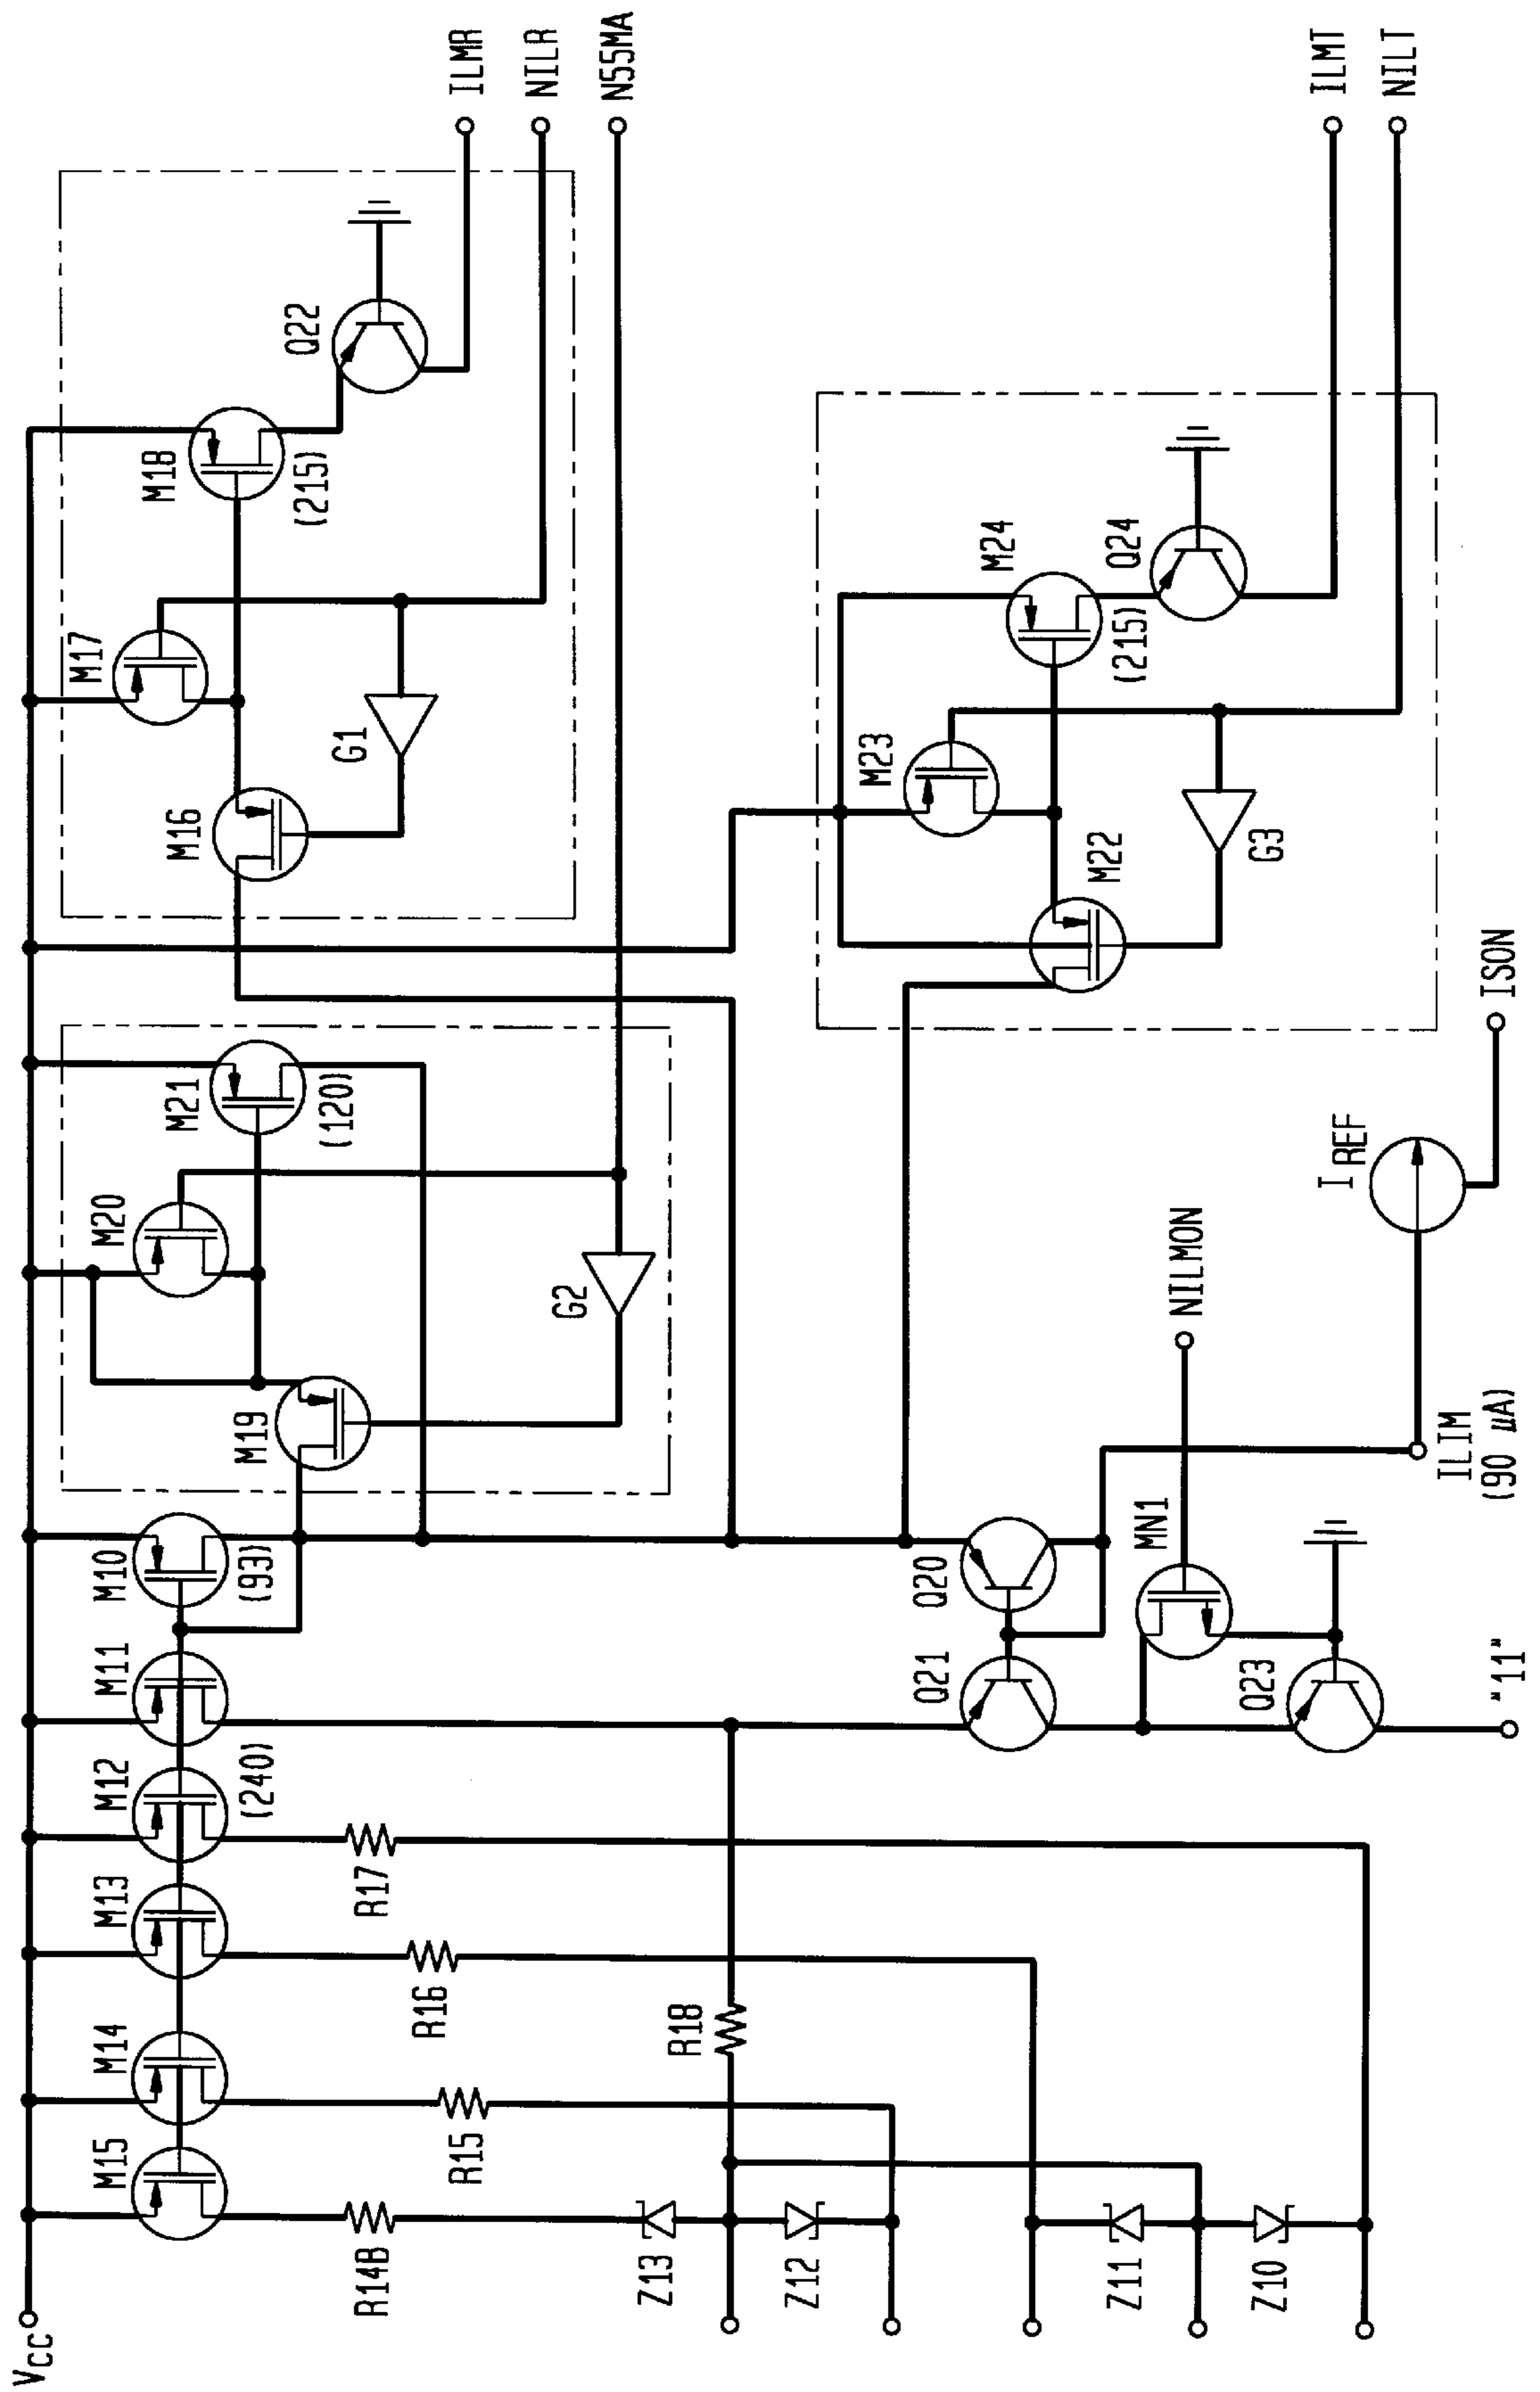 VCC
M15
M14
M13
M12
(240)
M11
M10
(93)
M19
M20
M21
(120)
G2
M16
M17
M18
(215)
G1
Q22
ILMR
NILR
N55MA
R14B
R15
R16
R17
R18
Z13
Z12
Z11
Z10
Q21
Q20
Q23
MN1
"11"
NILMON
ILIM
(90 µA)
I REF
ISON
M22
M23
M24
(215)
G3
Q24
ILMT
NILT